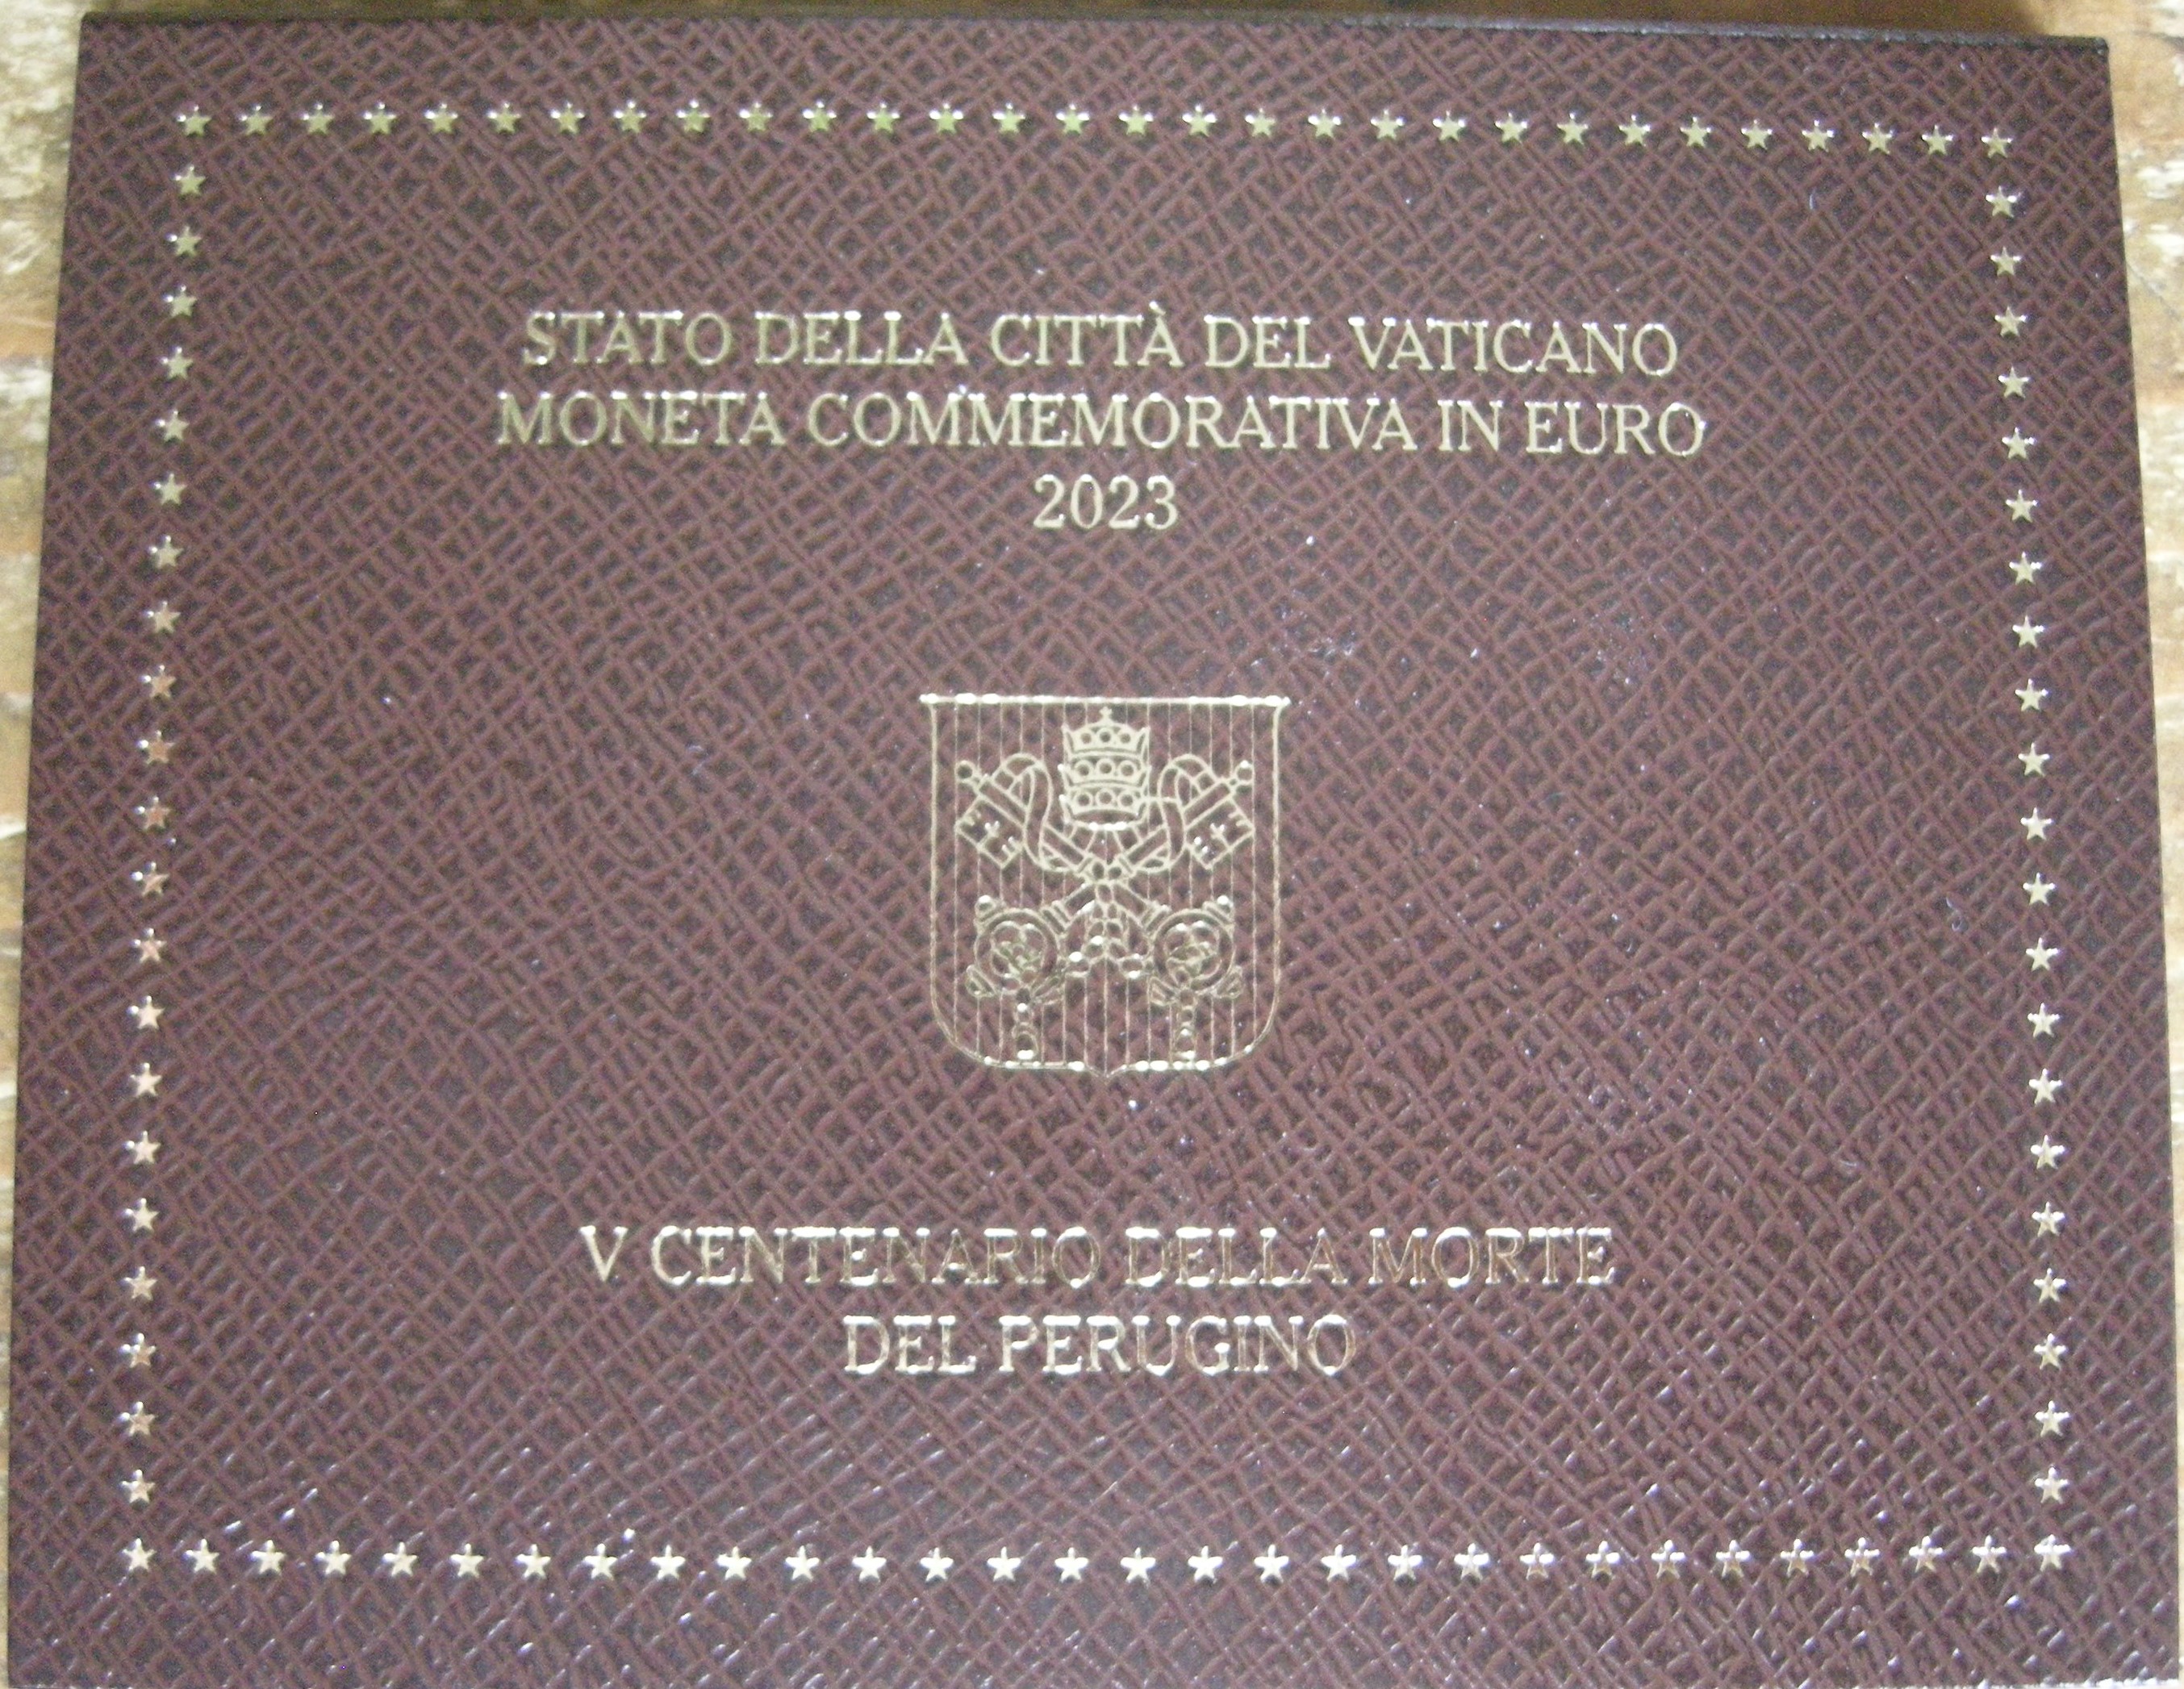 STATO DELLA CITTÀ DEL VATICANO
MONETA COMMEMORATIVA IN EURO
2023
V CENTENARIO DELLA MORTE
DEL PERUGINO